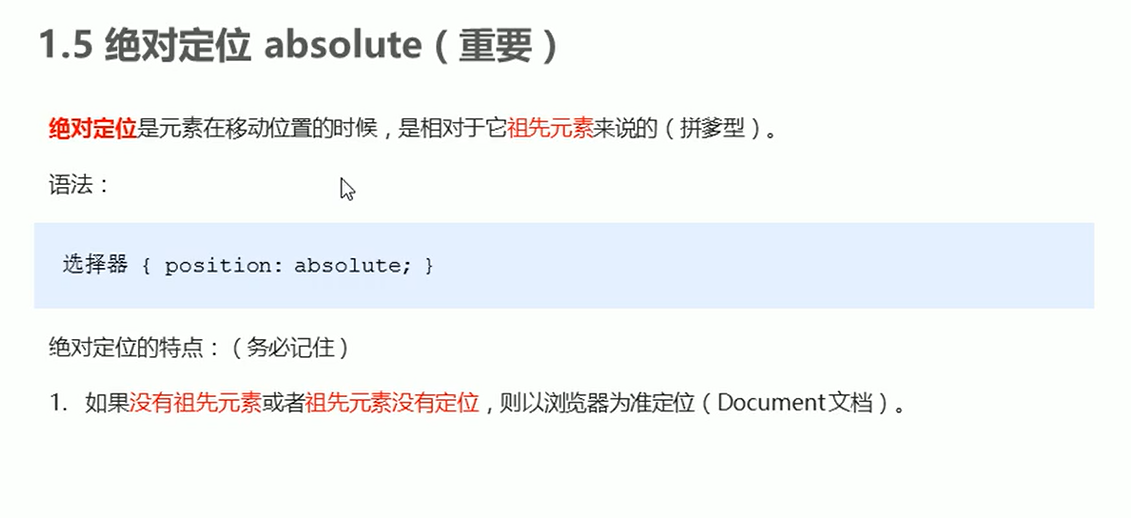 1.5 绝对定位 absolute（重要）
绝对定位是元素在移动位置的时候，是相对于它祖先元素来说的（拼爹型）。
语法：
选择器 { position: absolute; }
绝对定位的特点：（务必记住）
1. 如果没有祖先元素或者祖先元素没有定位，则以浏览器为准定位（Document文档）。